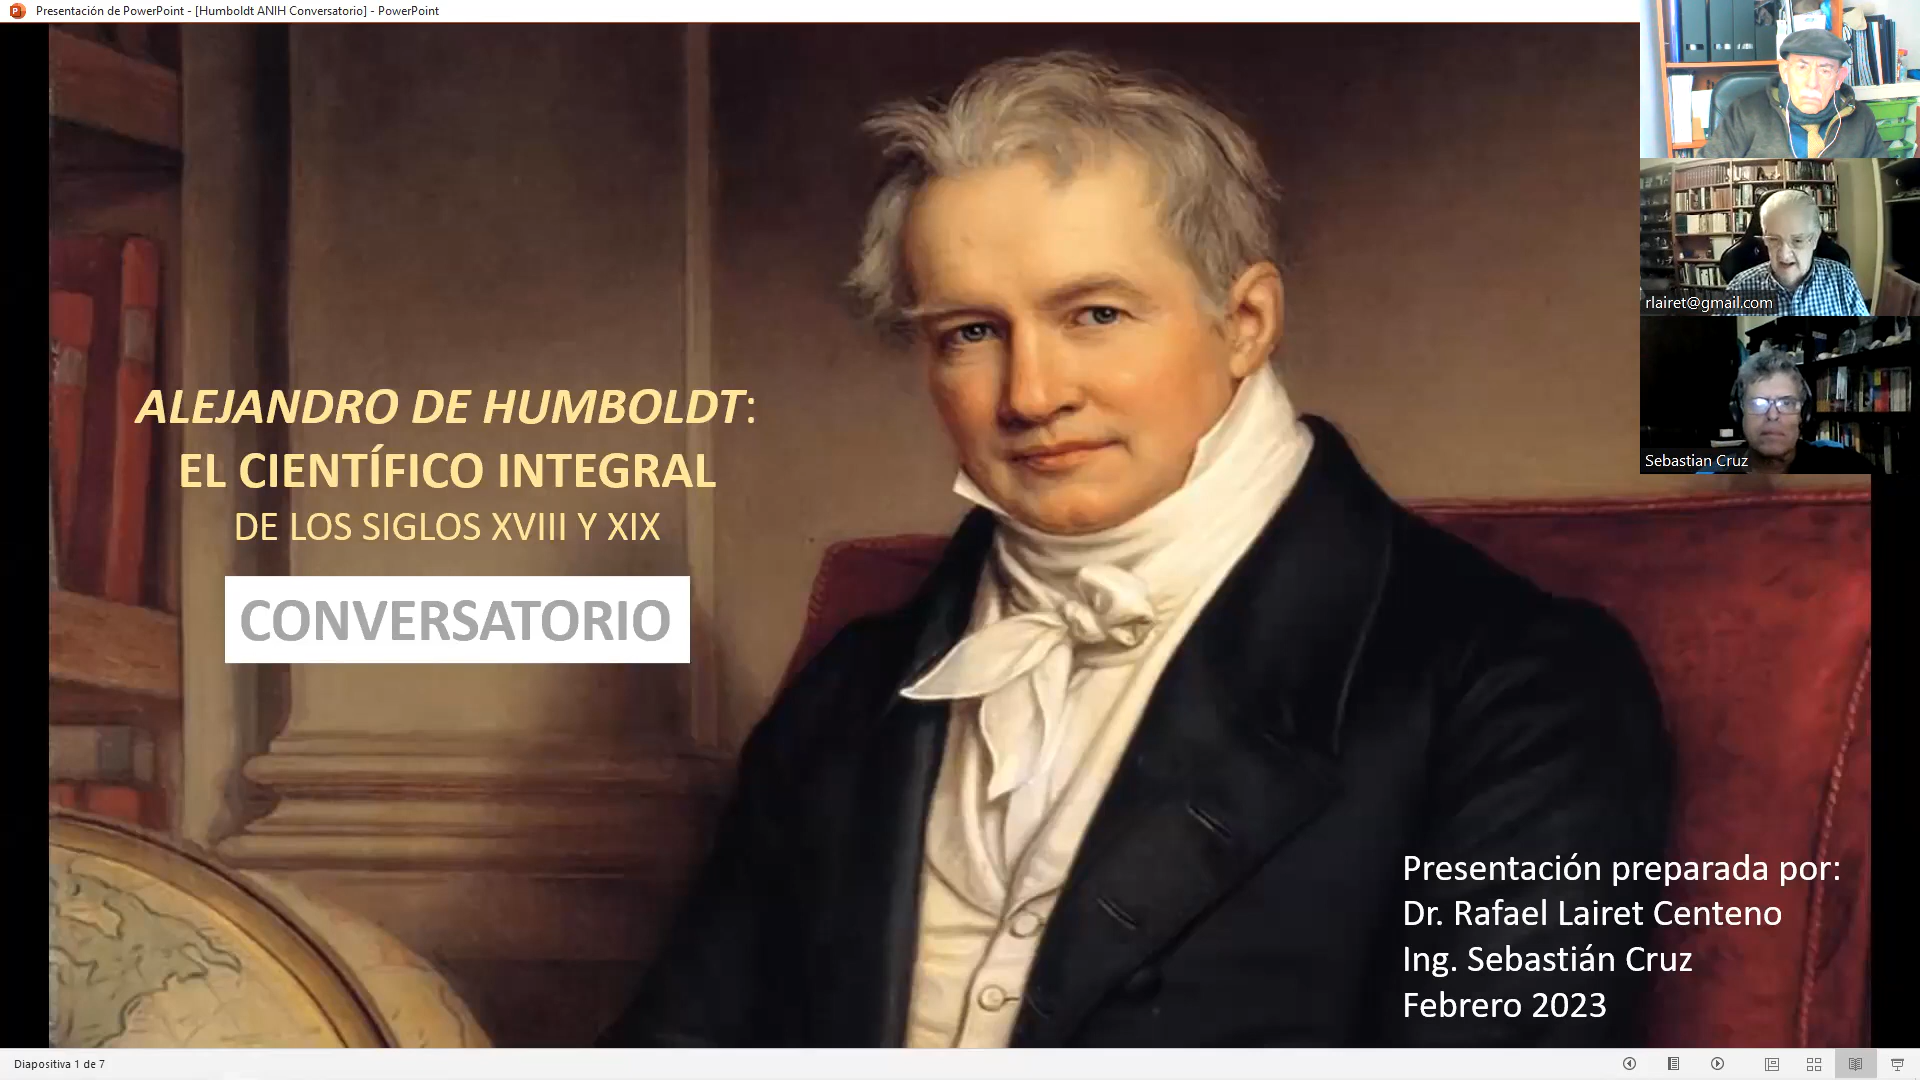 Presentación de PowerPoint - [Humboldt ANIH Conversatorio] - PowerPoint
ALEJANDRO DE HUMBOLDT:
EL CIENTÍFICO INTEGRAL
DE LOS SIGLOS XVIII Y XIX
CONVERSATORIO
rlairet@gmail.com
Sebastian Cruz
Presentación preparada por:
Dr. Rafael Lairet Centeno
Ing. Sebastián Cruz
Febrero 2023
Diapositiva 1 de 7